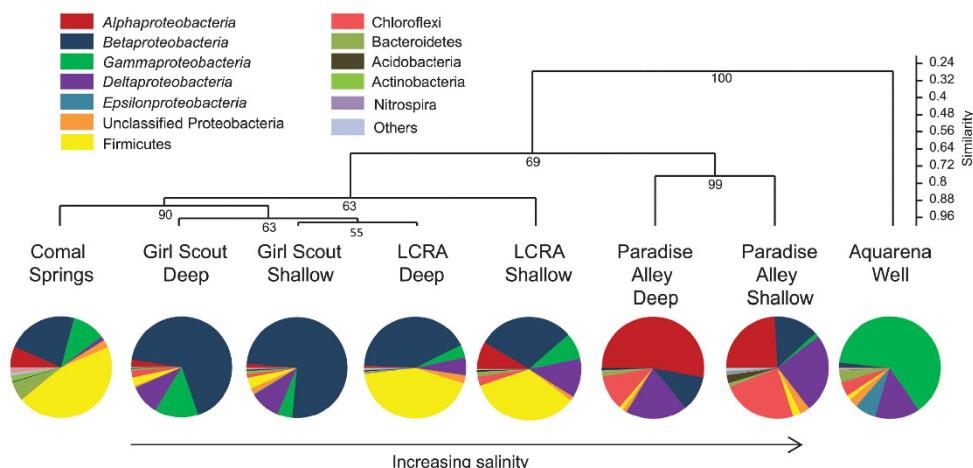 Alphaproteobacteria
Betaproteobacteria
Gammaproteobacteria
Deltaproteobacteria
Epsilonproteobacteria
Unclassified Proteobacteria
Firmicutes
Chloroflexi
Bacteroidetes
Acidobacteria
Actinobacteria
Nitrospira
Others
0.24
0.32
0.4
0.48
0.56
0.64
0.72
0.8
0.88
0.96
Similarity
100
69
99
90
63
63
55
Comal
Springs
Girl Scout
Deep
Girl Scout
Shallow
LCRA
Deep
LCRA
Shallow
Paradise
Alley
Deep
Paradise
Alley
Shallow
Aquarena
Well
Increasing salinity